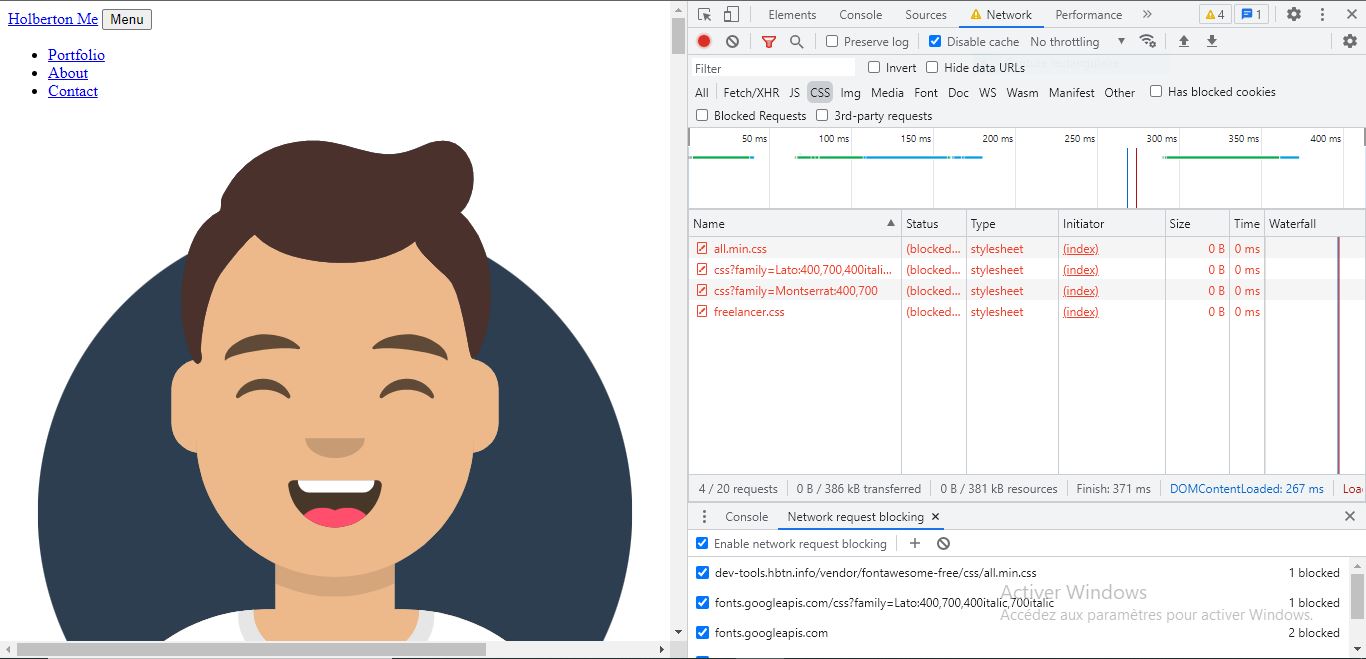 Holberton Me Menu
Portfolio
About
Contact
Elements Console Sources Network Performance 4 1
Preserve log Disable cache No throttling
Filter Invert Hide data URLs
All Fetch/XHR JS CSS Img Media Font Doc WS Wasm Manifest Other Has blocked cookies
Blocked Requests 3rd-party requests
50 ms 100 ms 150 ms 200 ms 250 ms 300 ms 350 ms 400 ms
Name Status Type Initiator Size Time Waterfall
all.min.css (blocked... stylesheet (index) 0 B 0 ms
css?family=Lato:400,700,400itali... (blocked... stylesheet (index) 0 B 0 ms
css?family=Montserrat:400,700 (blocked... stylesheet (index) 0 B 0 ms
freelancer.css (blocked... stylesheet (index) 0 B 0 ms
4 / 20 requests 0 B / 386 kB transferred 0 B / 381 kB resources Finish: 371 ms DOMContentLoaded: 267 ms Loa
Console Network request blocking
Enable network request blocking
dev-tools.hbtn.info/vendor/fontawesome-free/css/all.min.css 1 blocked
Activer Windows
fonts.googleapis.com/css?family=Lato:400,700,400italic,700italic 1 blocked
Accédez aux paramètres pour activer Windows.
fonts.googleapis.com 2 blocked